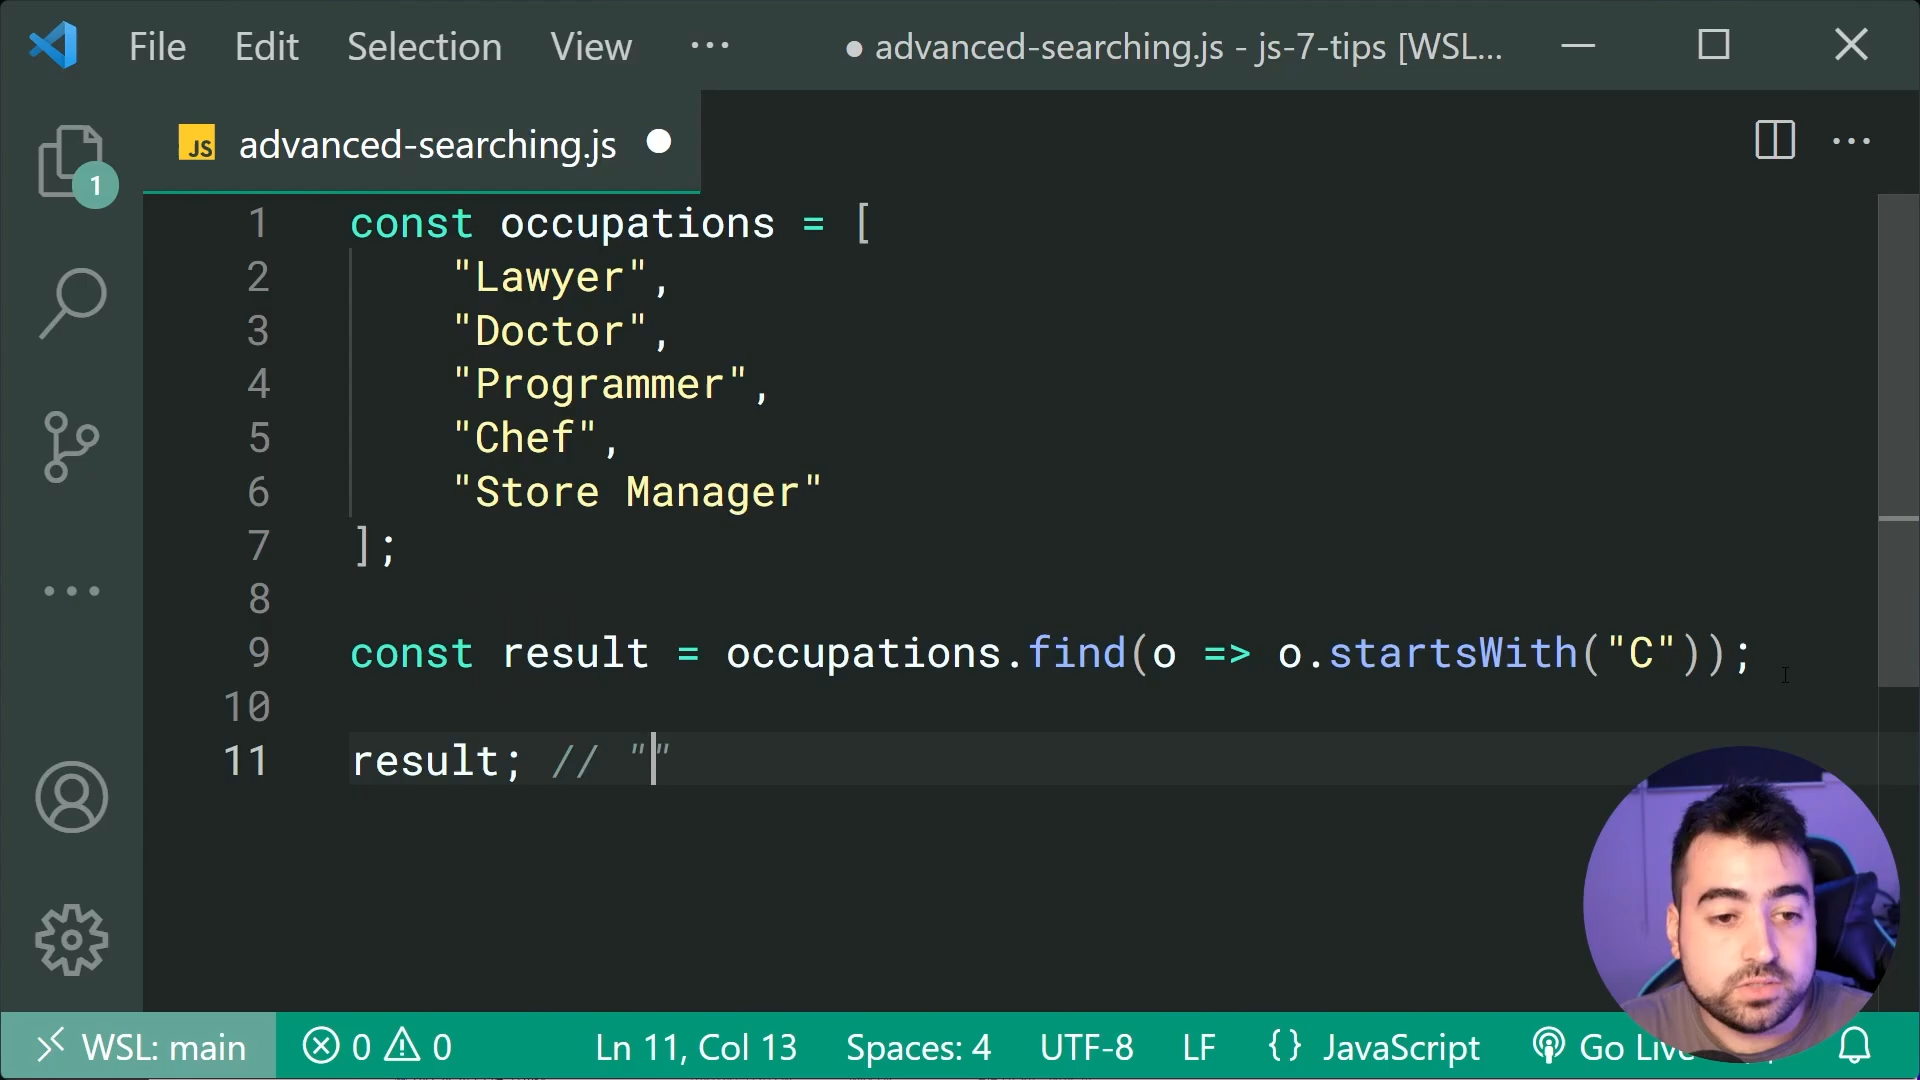 File Edit Selection View ··· ● advanced-searching.js - js-7-tips [WSL...
JS advanced-searching.js ●
1
1 const occupations = [
2 "Lawyer",
3 "Doctor",
4 "Programmer",
5 "Chef",
6 "Store Manager"
7 ];
8
9 const result = occupations.find(o => o.startsWith("C"));
10
11 result; // ""
WSL: main 0 0 Ln 11, Col 13 Spaces: 4 UTF-8 LF {} JavaScript Go Live